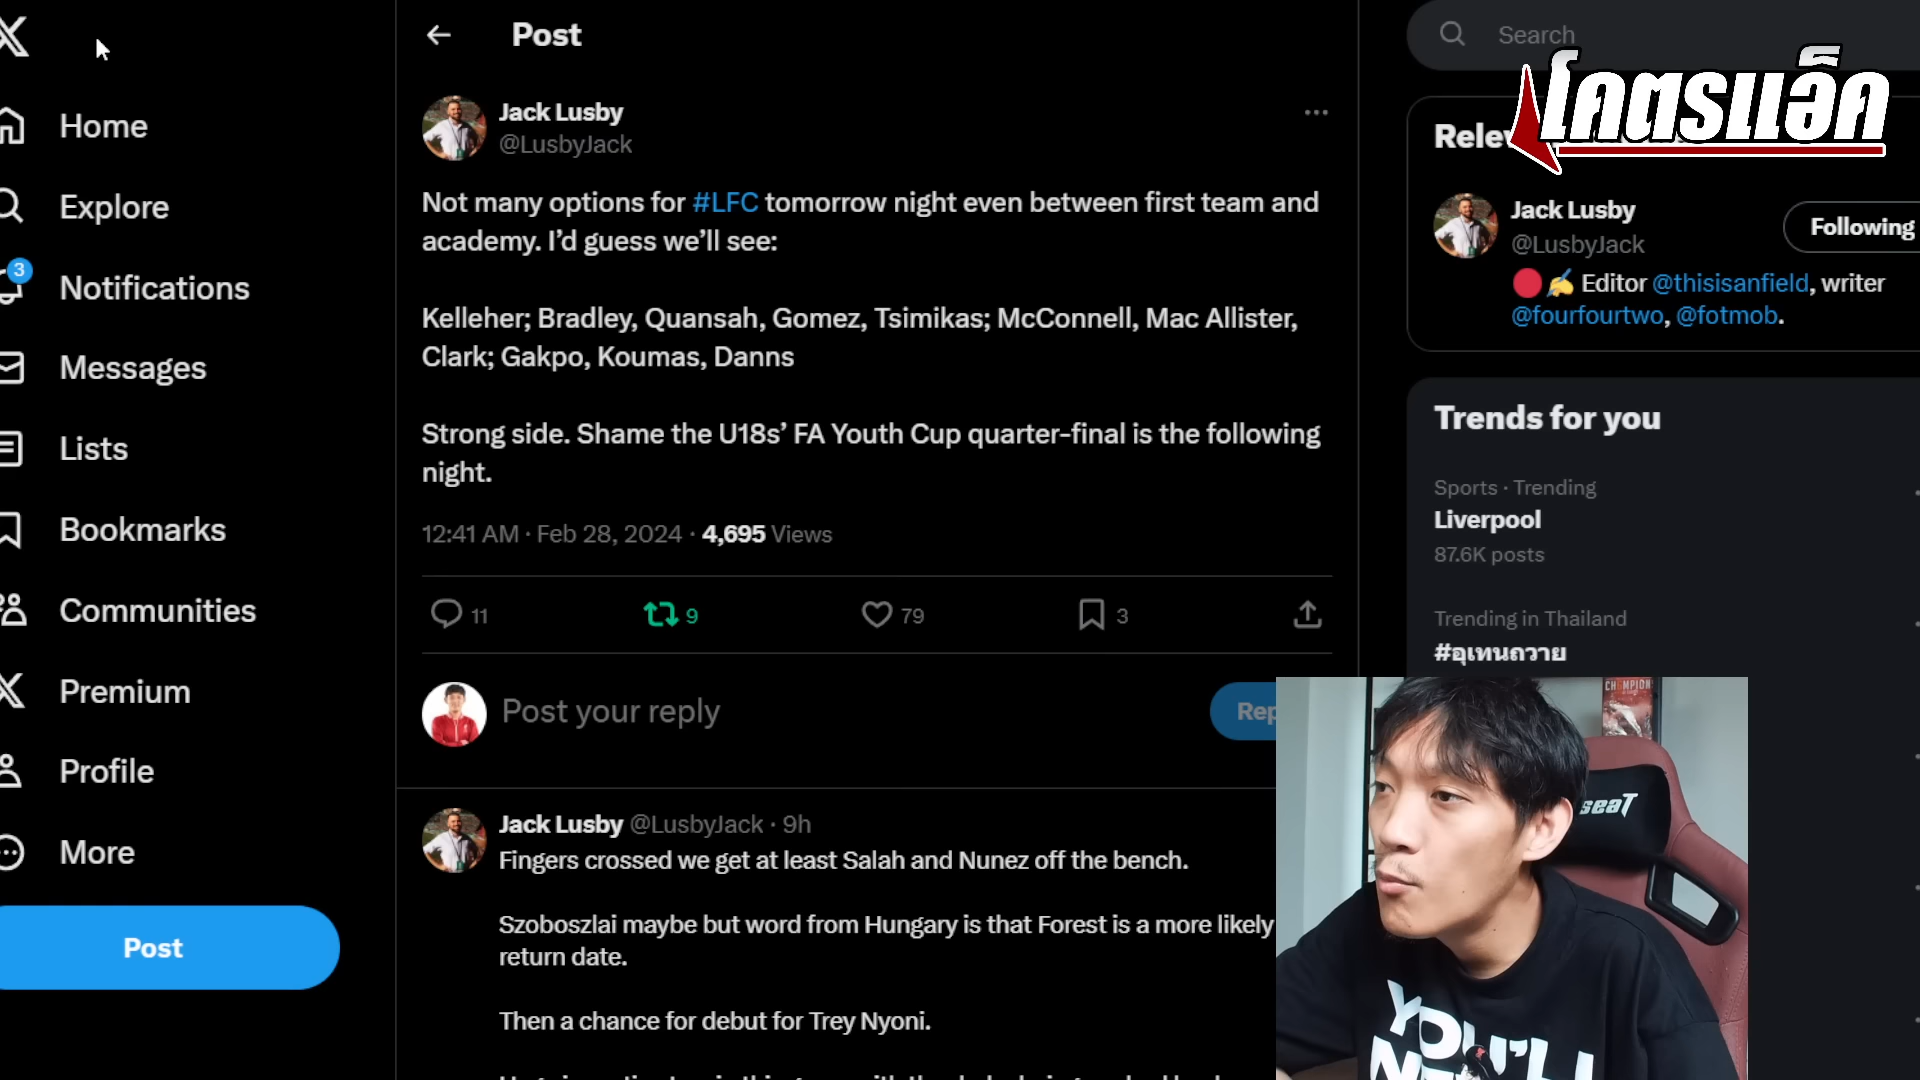 Post
Search
โคตรแอ็ค
Home
Explore
3
Notifications
Messages
Lists
Bookmarks
Communities
Premium
Profile
More
Post
Jack Lusby
@LusbyJack
Not many options for #LFC tomorrow night even between first team and
academy. I’d guess we’ll see:
Kelleher; Bradley, Quansah, Gomez, Tsimikas; McConnell, Mac Allister,
Clark; Gakpo, Koumas, Danns
Strong side. Shame the U18s’ FA Youth Cup quarter-final is the following
night.
12:41 AM · Feb 28, 2024 · 4,695 Views
11 9 79 3
Post your reply
Rep
Jack Lusby @LusbyJack · 9h
Fingers crossed we get at least Salah and Nunez off the bench.
Szoboszlai maybe but word from Hungary is that Forest is a more likely
return date.
Then a chance for debut for Trey Nyoni.
Rele
Jack Lusby
@LusbyJack
Following
Editor @thisisanfield, writer
@fourfourtwo, @fotmob.
Trends for you
Sports · Trending
Liverpool
87.6K posts
Trending in Thailand
#อุเทนถวาย
CHAMPION
seaT
YOU'LL